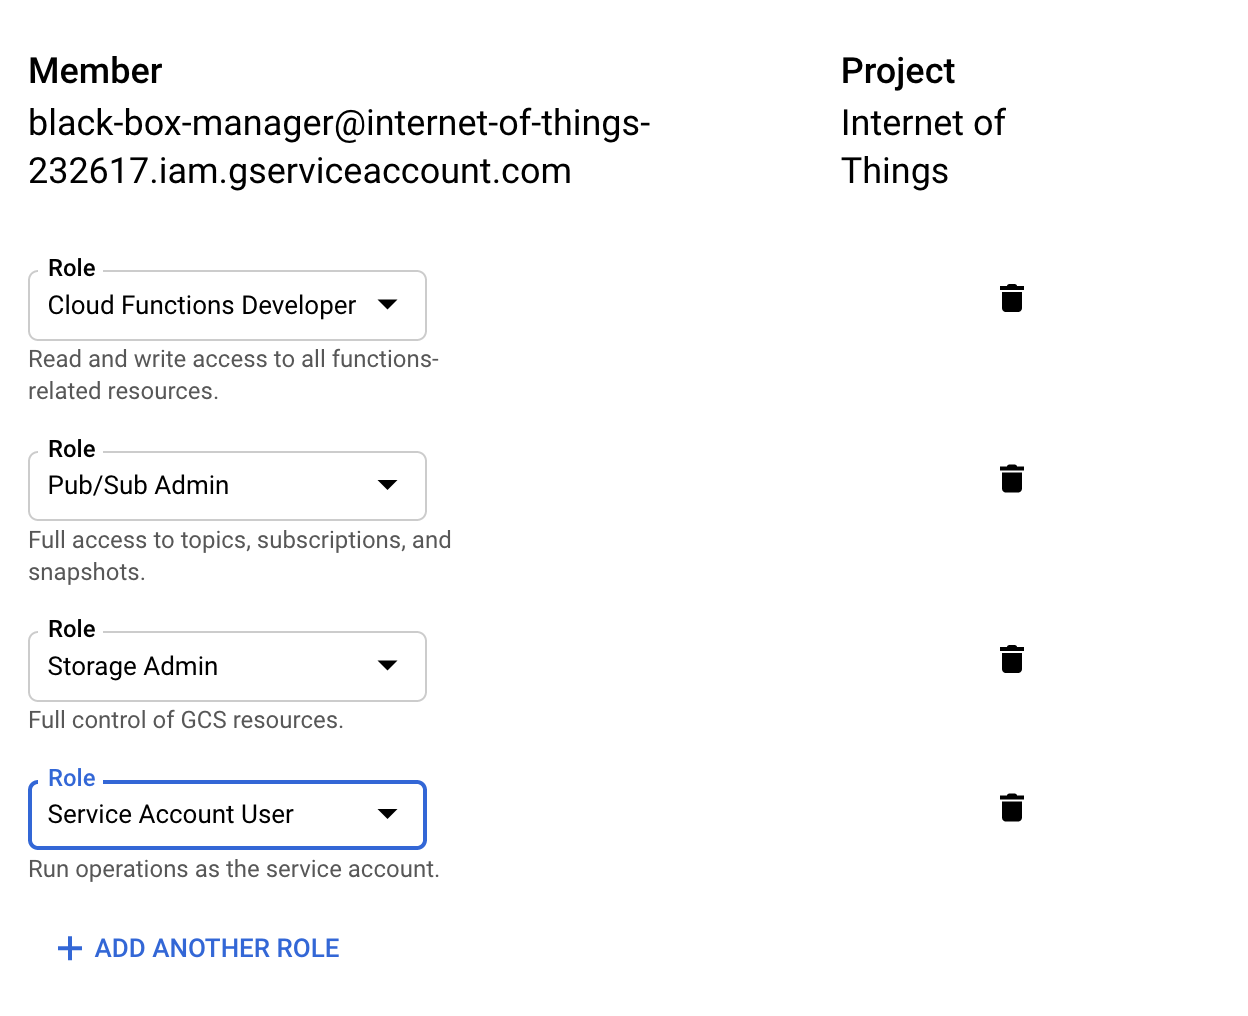 Member
black-box-manager@internet-of-things-
232617.iam.gserviceaccount.com
Project
Internet of
Things
Role
Cloud Functions Developer
Read and write access to all functions-
related resources.
Role
Pub/Sub Admin
Full access to topics, subscriptions, and
snapshots.
Role
Storage Admin
Full control of GCS resources.
Role
Service Account User
Run operations as the service account.
ADD ANOTHER ROLE